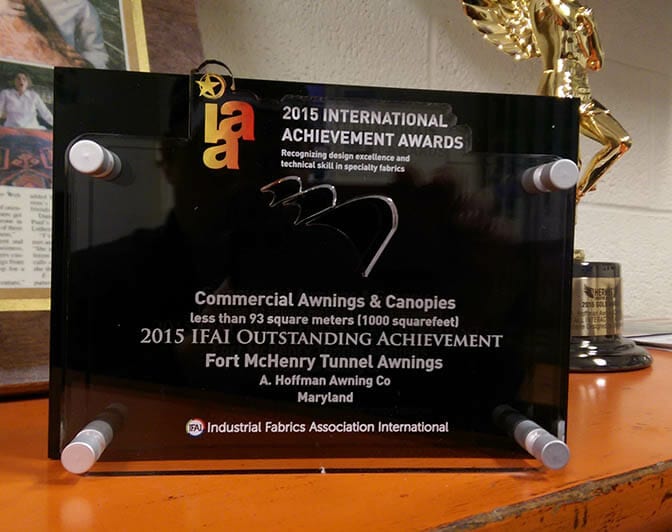 iaa
2015 INTERNATIONAL
ACHIEVEMENT AWARDS
Recognizing design excellence and
technical skill in specialty fabrics
Commercial Awnings & Canopies
less than 93 square meters (1000 squarefeet)
2015 IFAI OUTSTANDING ACHIEVEMENT
Fort McHenry Tunnel Awnings
A. Hoffman Awning Co
Maryland
IFAI Industrial Fabrics Association International